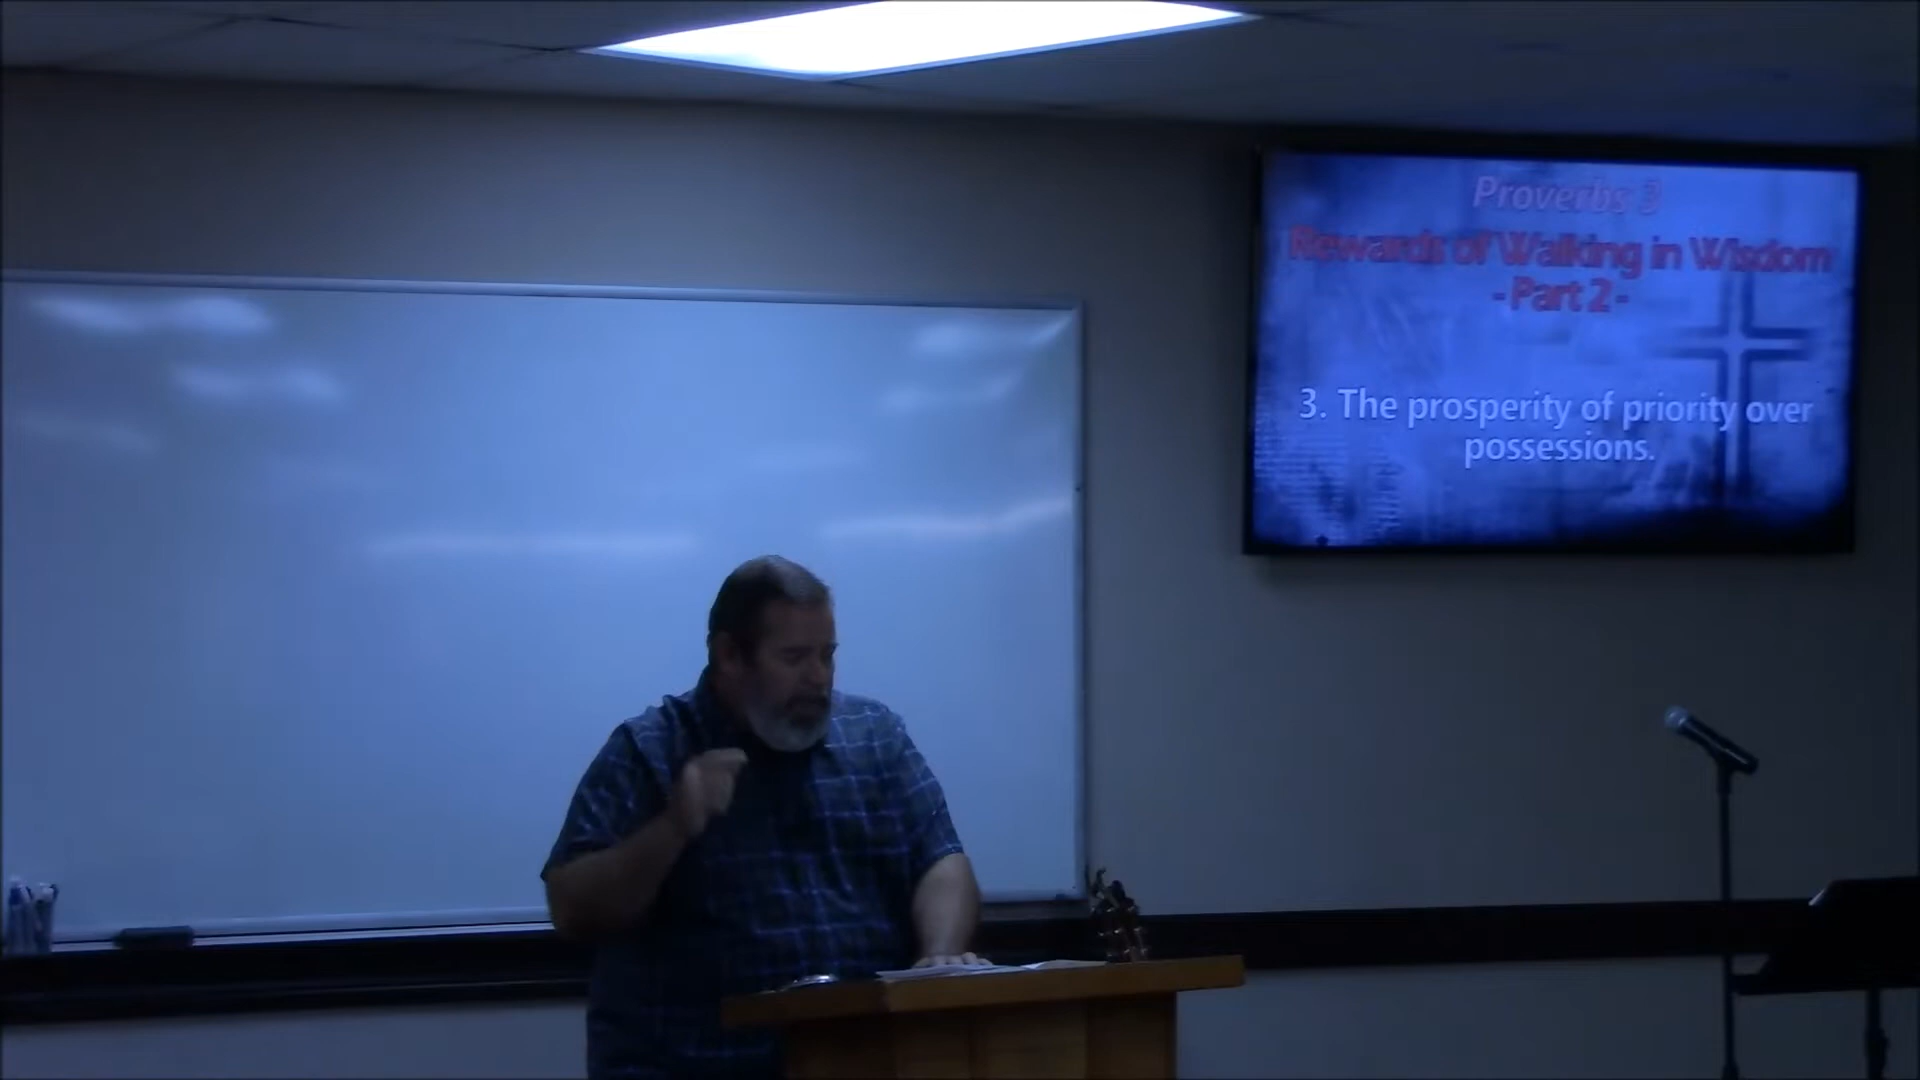 Proverbs 3
Rewards of Walking in Wisdom
-Part 2-
3. The prosperity of priority over
possessions.